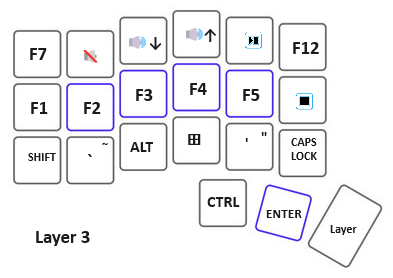 F7
F12
F1
F2
F3
F4
F5
SHIFT
` ~
ALT
' "
CAPS
LOCK
CTRL
ENTER
Layer
Layer 3